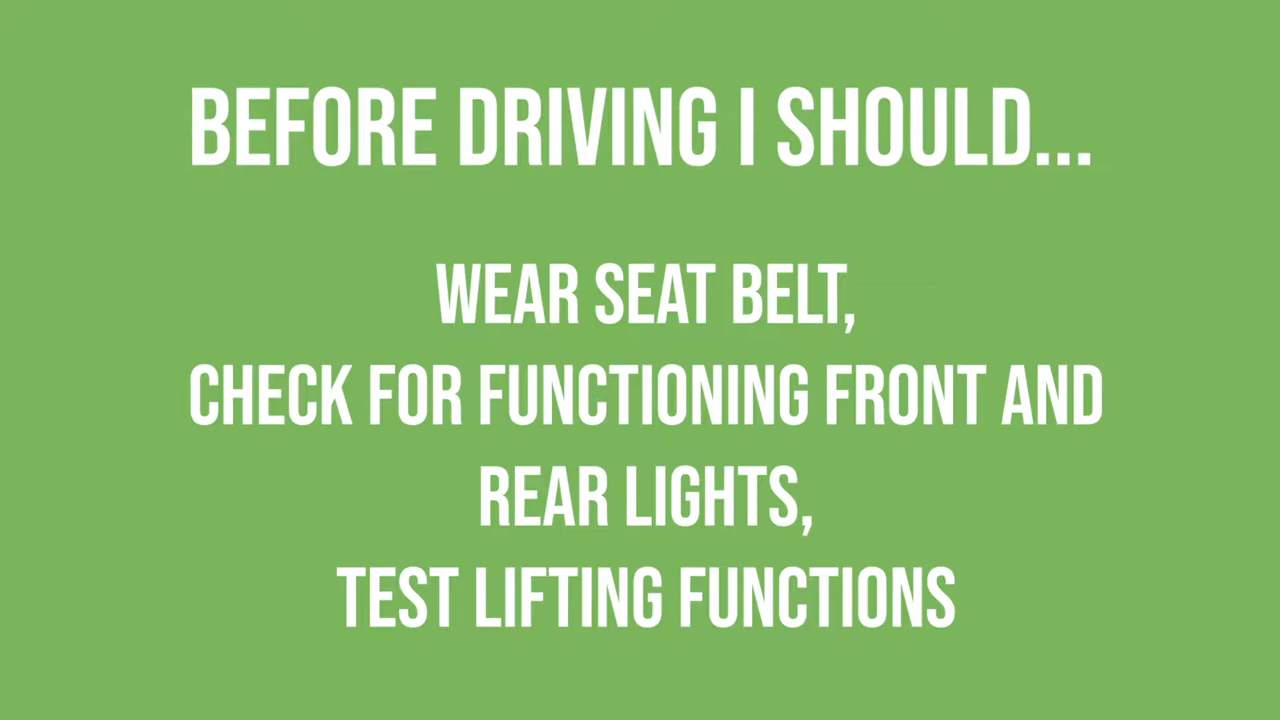 BEFORE DRIVING I SHOULD...
WEAR SEAT BELT,
CHECK FOR FUNCTIONING FRONT AND
REAR LIGHTS,
TEST LIFTING FUNCTIONS